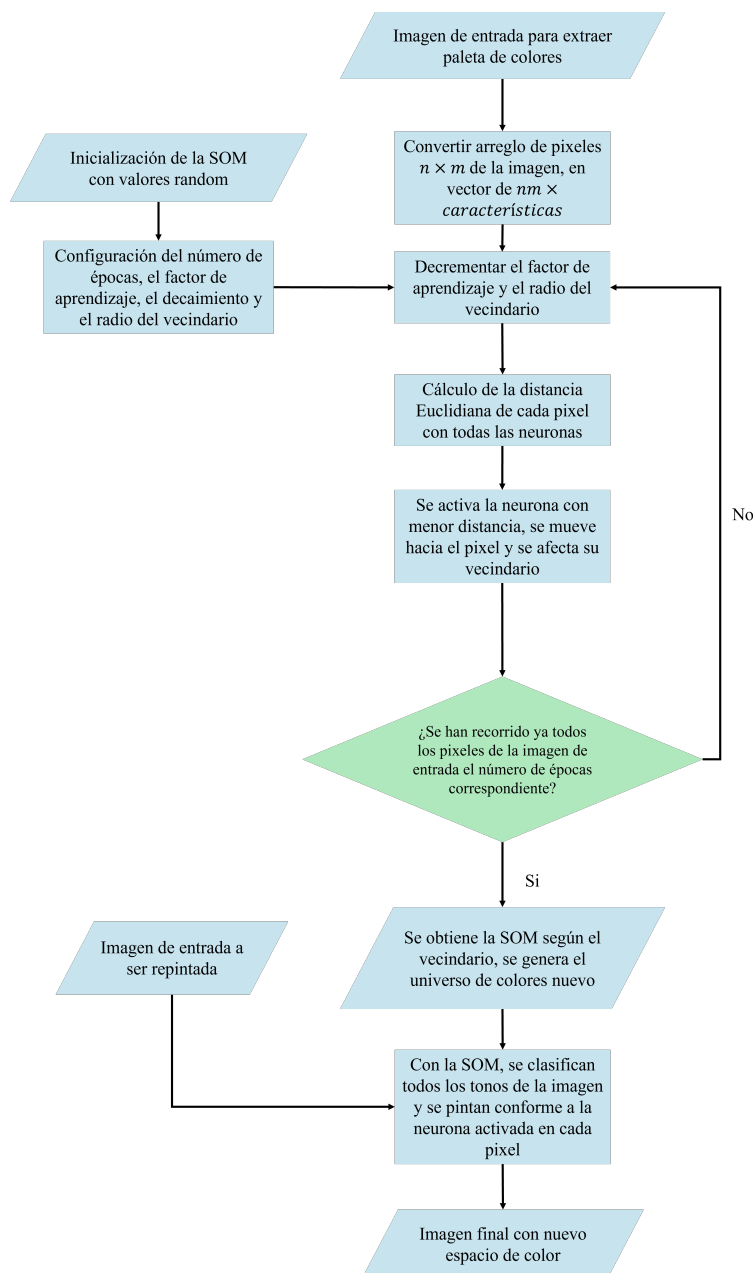 Imagen de entrada para extraer
paleta de colores
Inicialización de la SOM
con valores random
Convertir arreglo de pixeles
n × m de la imagen, en
vector de nm ×
características
Configuración del número de
épocas, el factor de
aprendizaje, el decaimiento y
el radio del vecindario
Decrementar el factor de
aprendizaje y el radio del
vecindario
Cálculo de la distancia
Euclidiana de cada pixel
con todas las neuronas
Se activa la neurona con
menor distancia, se mueve
hacia el pixel y se afecta su
vecindario
No
¿Se han recorrido ya todos
los pixeles de la imagen de
entrada el número de épocas
correspondiente?
Si
Imagen de entrada a
ser repintada
Se obtiene la SOM según el
vecindario, se genera el
universo de colores nuevo
Con la SOM, se clasifican
todos los tonos de la imagen
y se pintan conforme a la
neurona activada en cada
pixel
Imagen final con nuevo
espacio de color